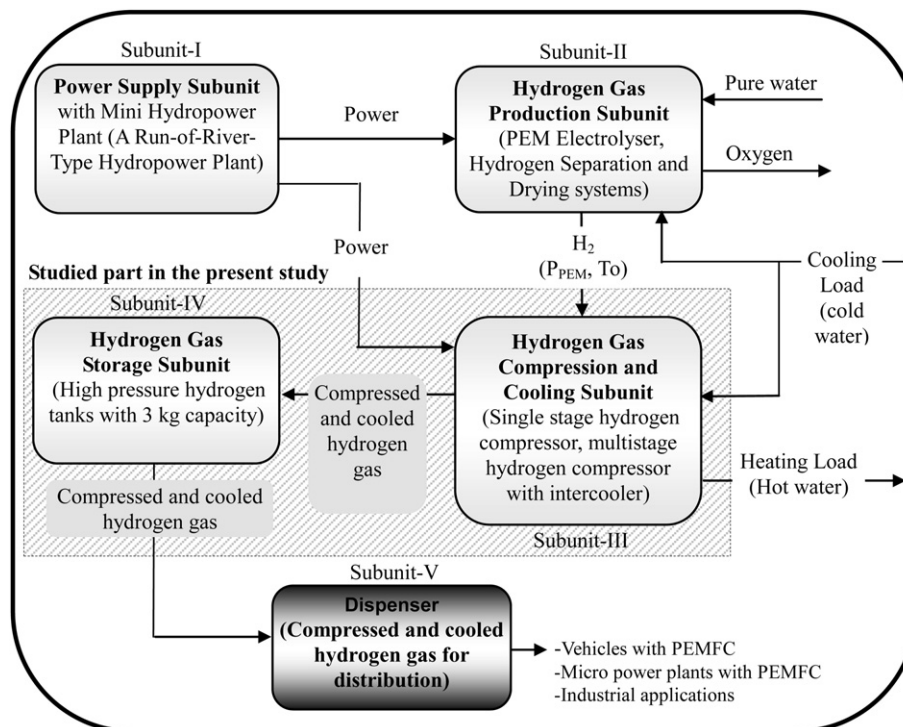 Subunit-I
Power Supply Subunit
with Mini Hydropower
Plant (A Run-of-River-
Type Hydropower Plant)
Power
Subunit-II
Hydrogen Gas
Production Subunit
(PEM Electrolyser,
Hydrogen Separation and
Drying systems)
Pure water
Oxygen
Power
H2
(PPEM, To)
Cooling
Load
(cold
water)
Studied part in the present study
Subunit-IV
Hydrogen Gas
Storage Subunit
(High pressure hydrogen
tanks with 3 kg capacity)
Compressed
and cooled
hydrogen
gas
Hydrogen Gas
Compression and
Cooling Subunit
(Single stage hydrogen
compressor, multistage
hydrogen compressor
with intercooler)
Subunit-III
Heating Load
(Hot water)
Compressed and cooled
hydrogen gas
Subunit-V
Dispenser
(Compressed and cooled
hydrogen gas for
distribution)
-Vehicles with PEMFC
-Micro power plants with PEMFC
-Industrial applications